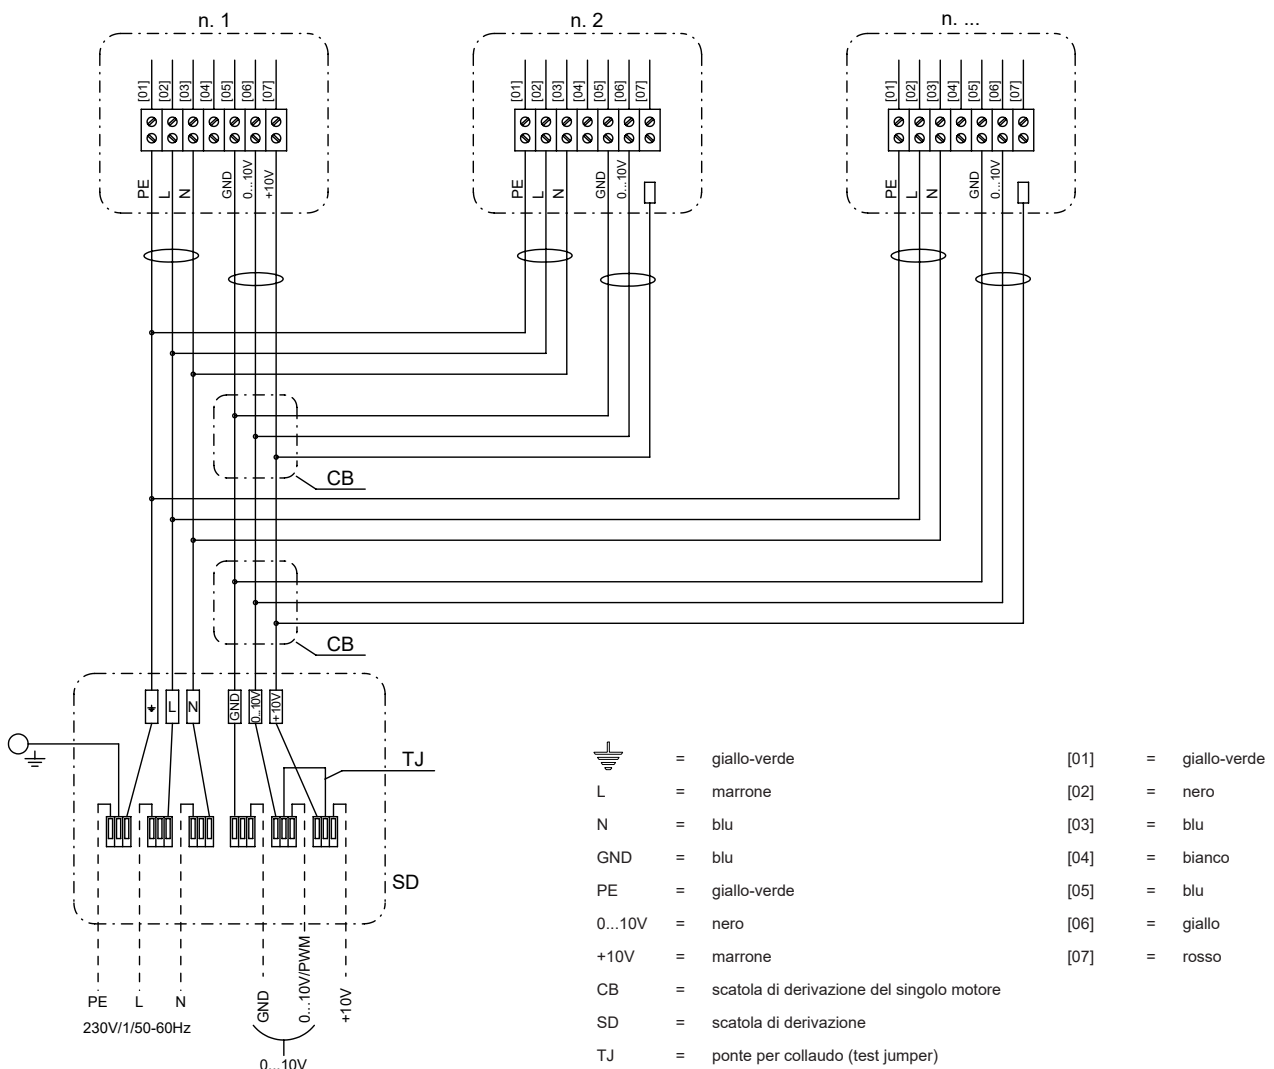 n. 1
n. 2
n. ...
[01] [02] [03] [04] [05] [06] [07]
[01] [02] [03] [04] [05] [06] [07]
[01] [02] [03] [04] [05] [06] [07]
PE L N GND 0...10V +10V
PE L N GND 0...10V
PE L N GND 0...10V
CB
CB
L N GND 0...10V +10V
TJ
SD
PE L N GND 0...10V/PWM +10V
230V/1/50-60Hz
0...10V
= giallo-verde
L = marrone
N = blu
GND = blu
PE = giallo-verde
0...10V = nero
+10V = marrone
CB = scatola di derivazione del singolo motore
SD = scatola di derivazione
TJ = ponte per collaudo (test jumper)
[01] = giallo-verde
[02] = nero
[03] = blu
[04] = bianco
[05] = blu
[06] = giallo
[07] = rosso